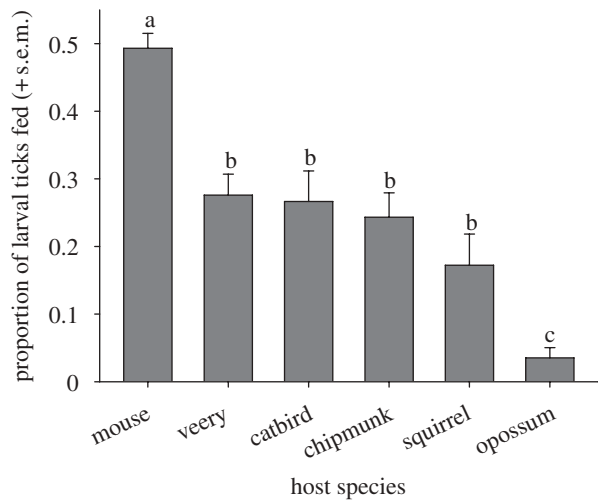 proportion of larval ticks fed (+ s.e.m.)
0.5
0.4
0.3
0.2
0.1
0
a
b
b
b
b
c
mouse
veery
catbird
chipmunk
squirrel
opossum
host species